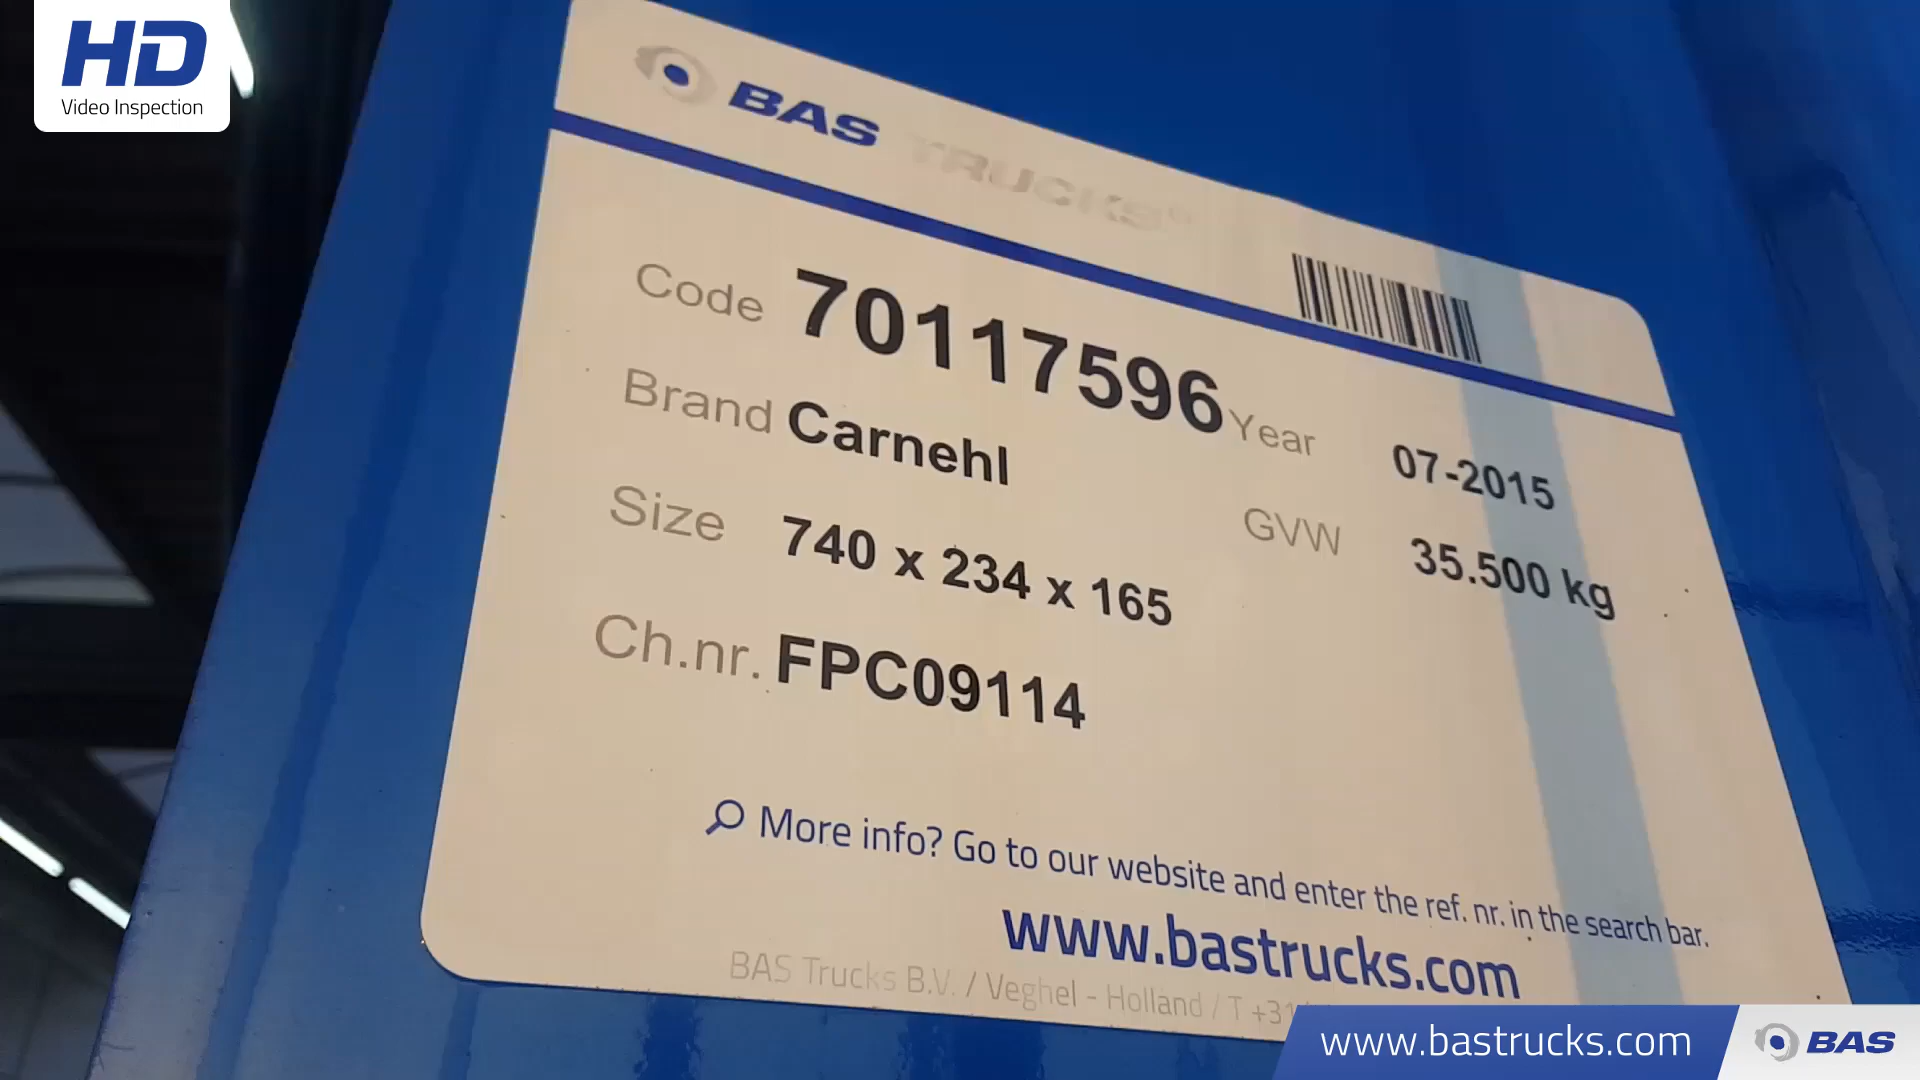 HD
Video Inspection
BAS TRUCKS
Code 70117596
Year 07-2015
Brand Carnehl
GVW 35.500 kg
Size 740 x 234 x 165
Ch.nr. FPC09114
More info? Go to our website and enter the ref. nr. in the search bar.
www.bastrucks.com
BAS Trucks B.V. / Veghel - Holland / T +31
www.bastrucks.com
BAS